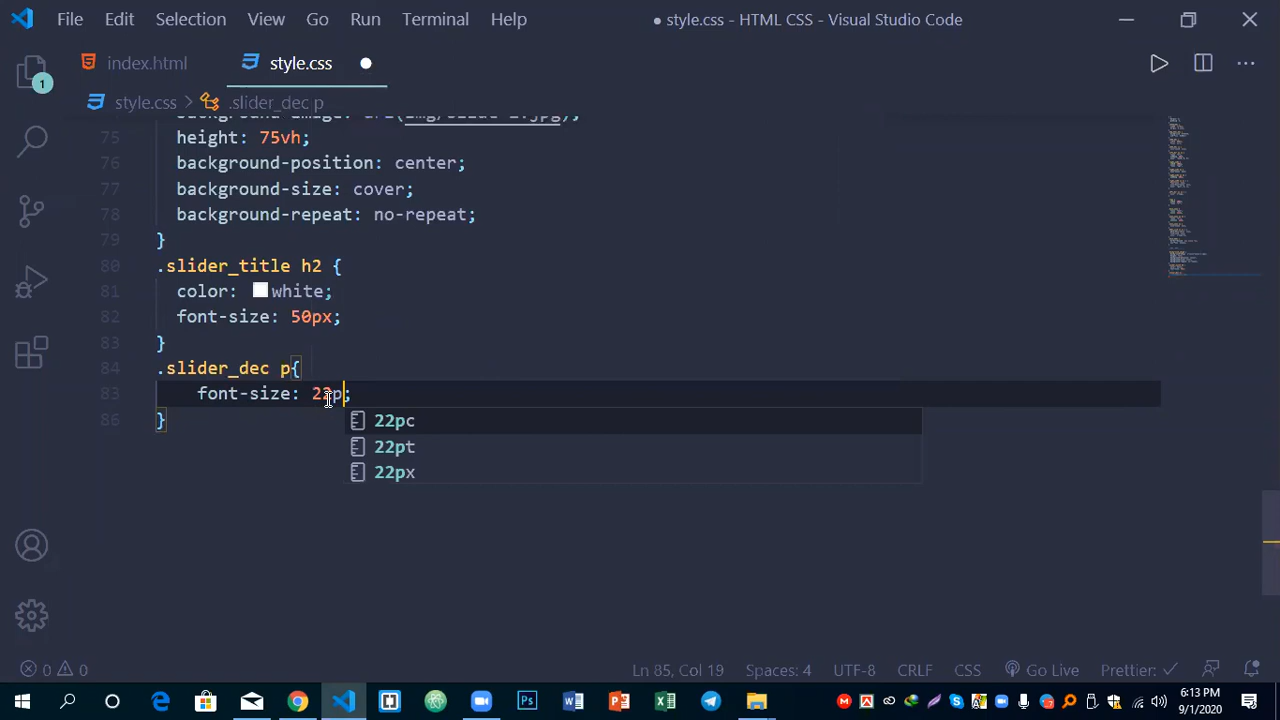 File Edit Selection View Go Run Terminal Help
● style.css - HTML CSS - Visual Studio Code
index.html style.css
style.css > .slider_dec p
75 height: 75vh;
76 background-position: center;
77 background-size: cover;
78 background-repeat: no-repeat;
79 }
80 .slider_title h2 {
81 color: white;
82 font-size: 50px;
83 }
84 .slider_dec p{
83 font-size: 22p;
86 }
22pc
22pt
22px
1
0 0 Ln 85, Col 19 Spaces: 4 UTF-8 CRLF CSS Go Live Prettier: ✓
6:13 PM
9/1/2020